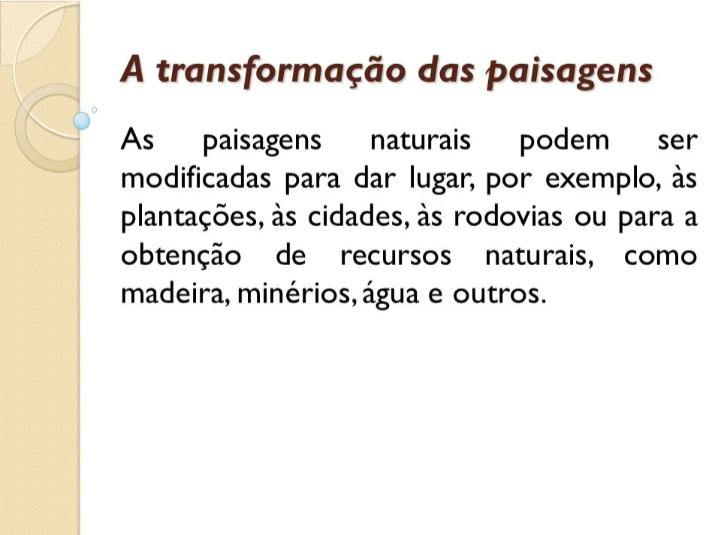 A transformação das paisagens
As paisagens naturais podem ser
modificadas para dar lugar, por exemplo, às
plantações, às cidades, às rodovias ou para a
obtenção de recursos naturais, como
madeira, minérios, água e outros.